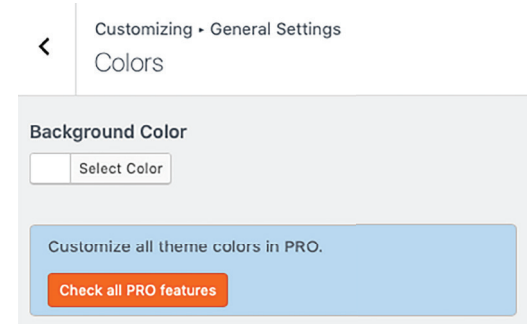 Customizing ▸ General Settings
Colors
Background Color
Select Color
Customize all theme colors in PRO.
Check all PRO features